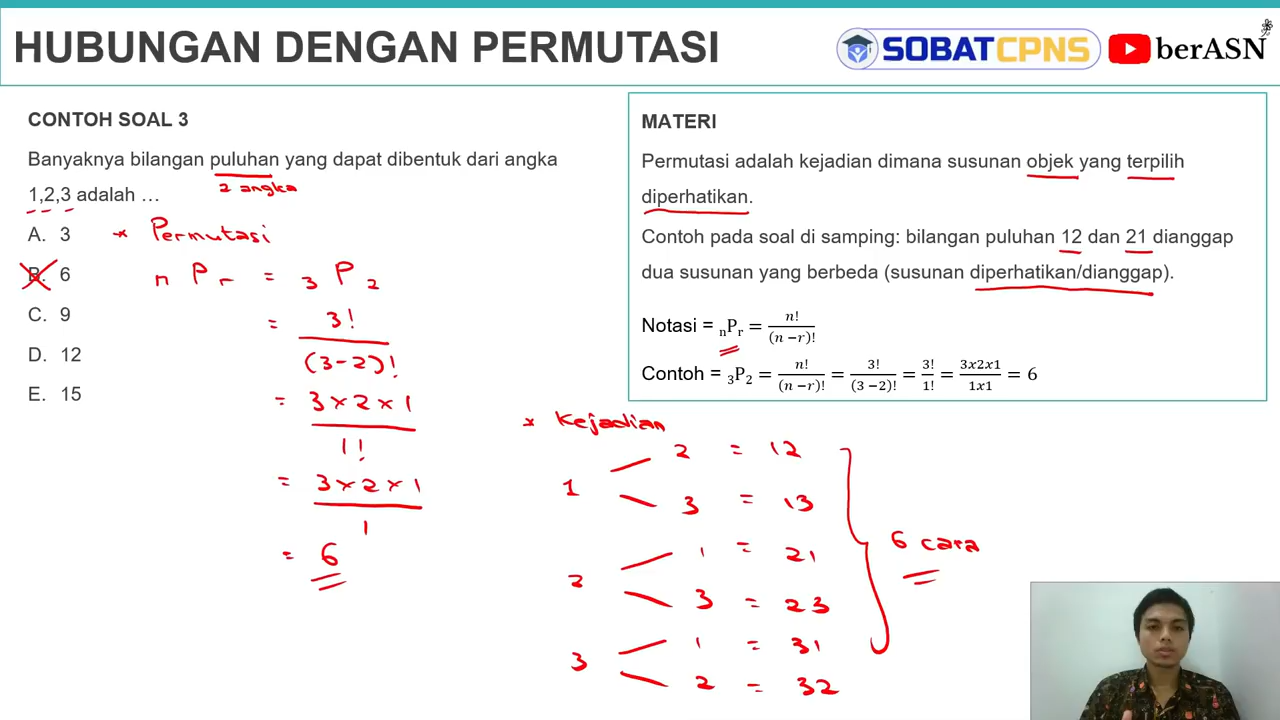 HUBUNGAN DENGAN PERMUTASI
SOBATCPNS
berASN
CONTOH SOAL 3
Banyaknya bilangan puluhan yang dapat dibentuk dari angka
2 angka
1,2,3 adalah ...
A. 3
B. 6
C. 9
D. 12
E. 15
* Permutasi
n P r = 3 P 2
= 3! / (3-2)!
= 3 x 2 x 1 / 1!
= 3 x 2 x 1 / 1
= 6
MATERI
Permutasi adalah kejadian dimana susunan objek yang terpilih
diperhatikan.
Contoh pada soal di samping: bilangan puluhan 12 dan 21 dianggap
dua susunan yang berbeda (susunan diperhatikan/dianggap).
Notasi = nPr = n! / (n −r)!
Contoh = 3P2 = n! / (n −r)! = 3! / (3 −2)! = 3! / 1! = 3x2x1 / 1x1 = 6
* Kejadian
1
2 = 12
3 = 13
2
1 = 21
3 = 23
3
1 = 31
2 = 32
6 cara